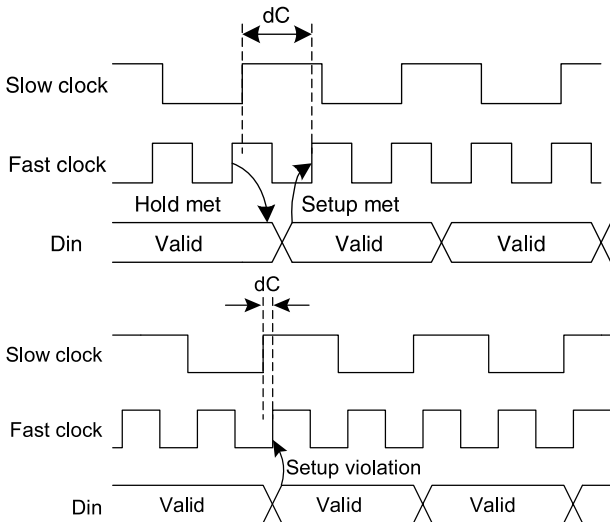 dC
Slow clock
Fast clock
Hold met
Setup met
Din
Valid
Valid
Valid
dC
Slow clock
Fast clock
Setup violation
Din
Valid
Valid
Valid